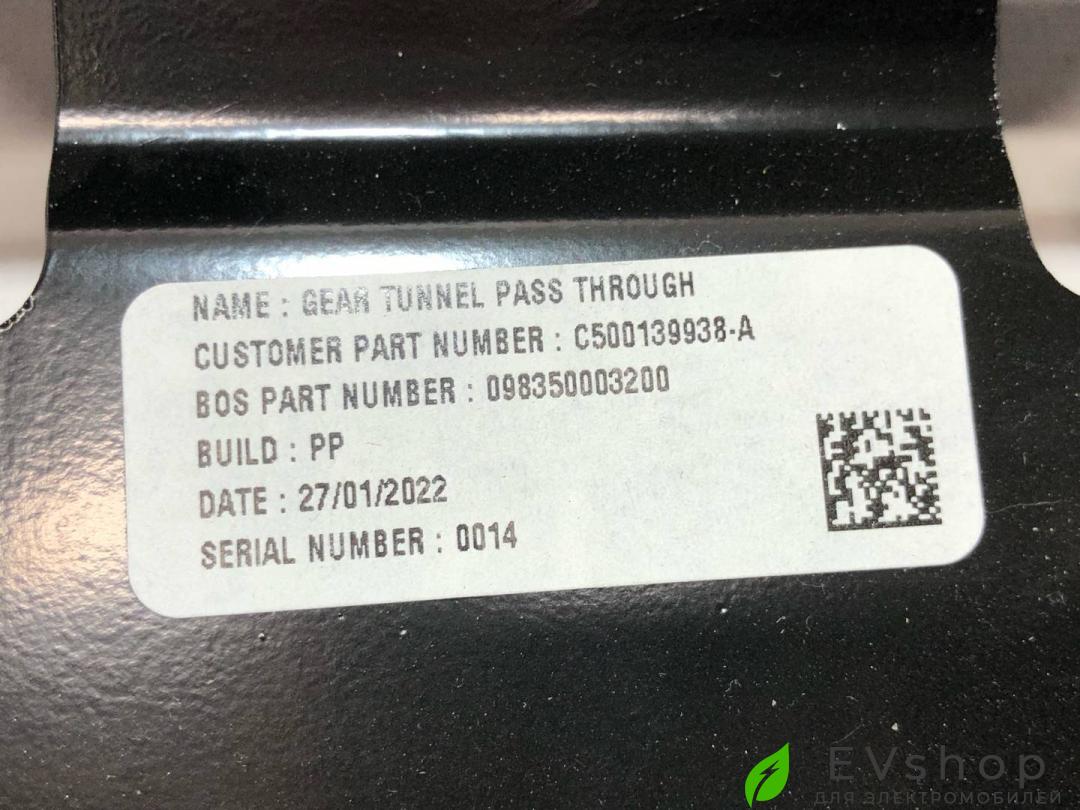 NAME : GEAR TUNNEL PASS THROUGH
CUSTOMER PART NUMBER : C500139938-A
BOS PART NUMBER : 098350003200
BUILD : PP
DATE : 27/01/2022
SERIAL NUMBER : 0014
EVshop
ДЛЯ ЭЛЕКТРОМОБИЛЕЙ